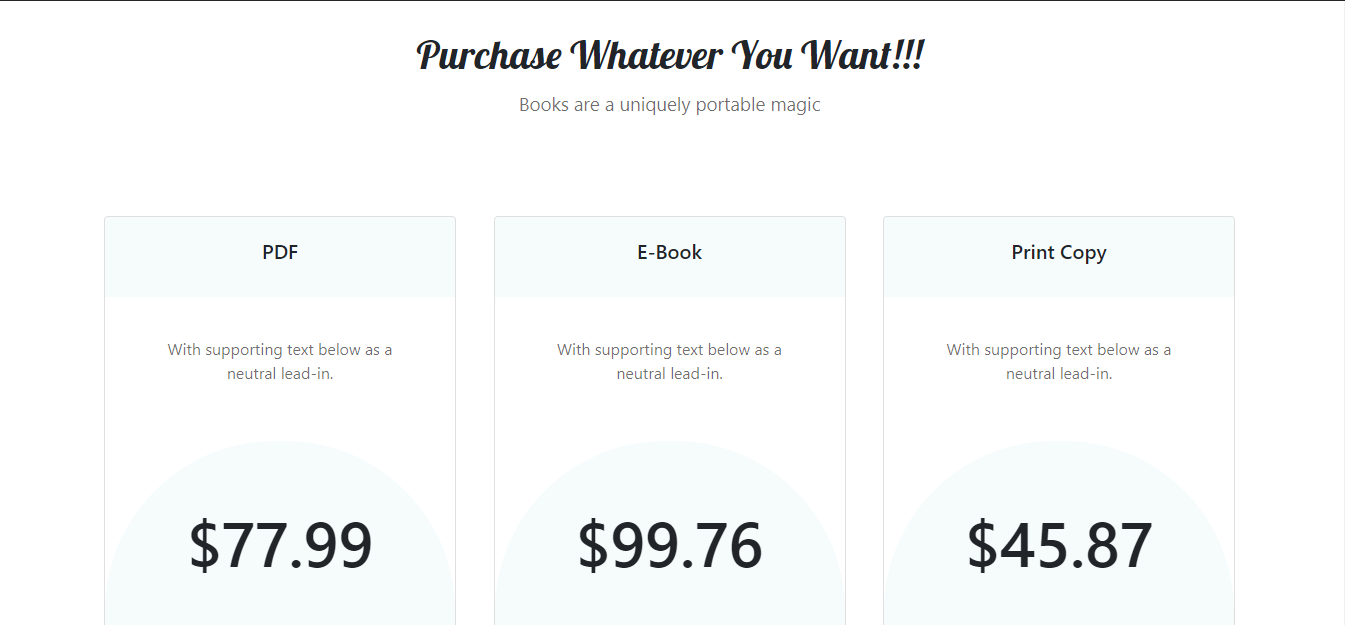 Purchase Whatever You Want!!!
Books are a uniquely portable magic
PDF
With supporting text below as a
neutral lead-in.
$77.99
E-Book
With supporting text below as a
neutral lead-in.
$99.76
Print Copy
With supporting text below as a
neutral lead-in.
$45.87